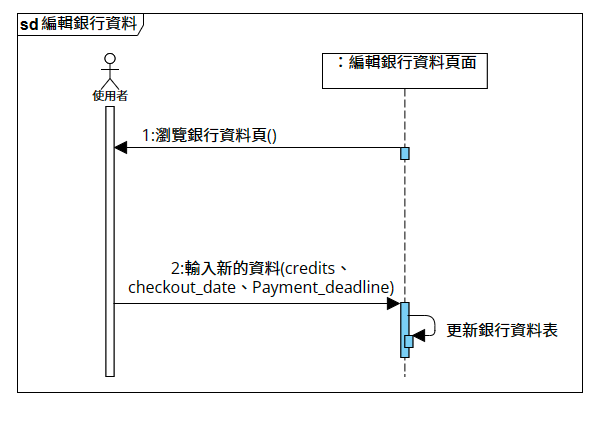 sd 編輯銀行資料
使用者
：編輯銀行資料頁面
1:瀏覽銀行資料頁()
2:輸入新的資料(credits、
checkout_date、Payment_deadline)
更新銀行資料表